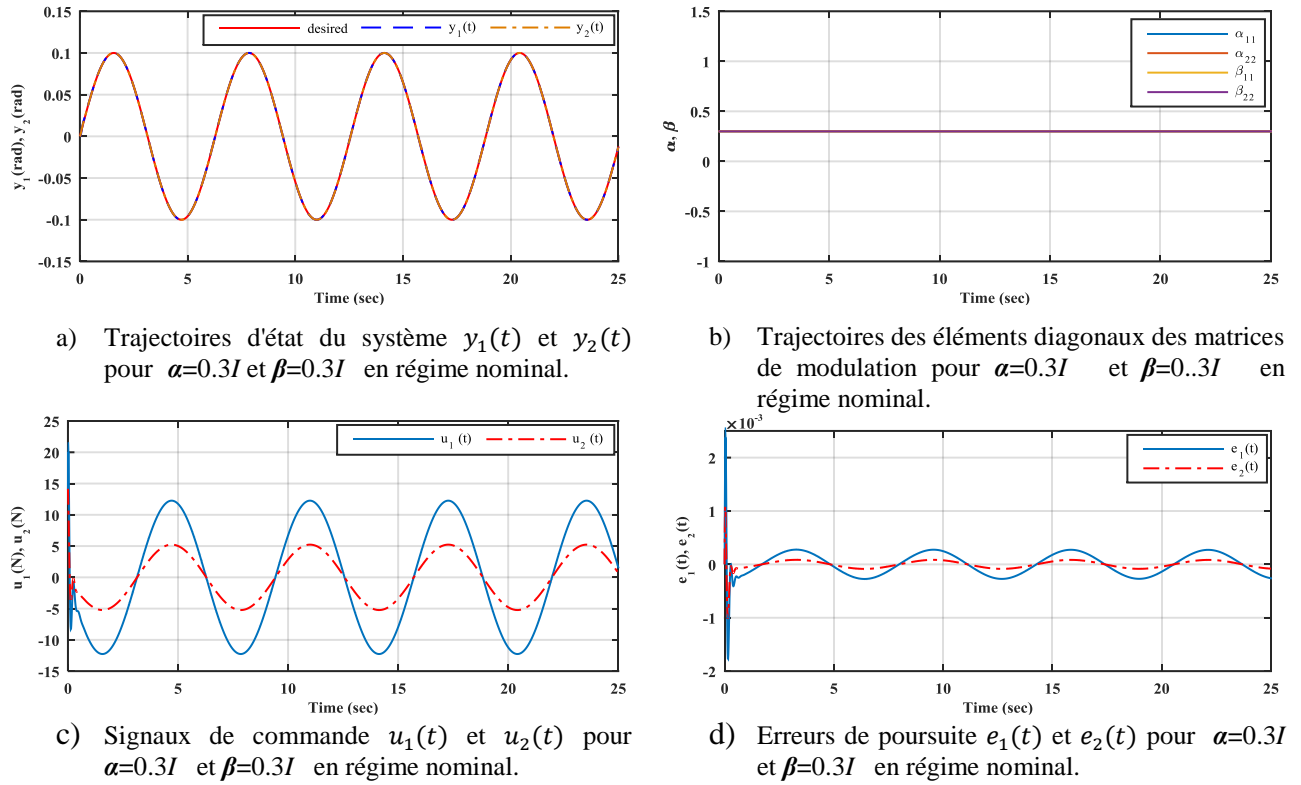 desired y₁(t) y₂(t)
0.15
0.1
0.05
0
-0.05
-0.1
-0.15
y₁(rad), y₂(rad)
0 5 10 15 20 25
Time (sec)
a) Trajectoires d'état du système y₁(t) et y₂(t)
pour α=0.3I et β=0.3I en régime nominal.
1.5
1
0.5
0
-0.5
-1
α, β
α₁₁
α₂₂
β₁₁
β₂₂
0 5 10 15 20 25
Time (sec)
b) Trajectoires des éléments diagonaux des matrices
de modulation pour α=0.3I et β=0..3I en
régime nominal.
25
20
15
10
5
0
-5
-10
-15
u₁(N), u₂(N)
u₁ (t) u₂ (t)
0 5 10 15 20 25
Time (sec)
c) Signaux de commande u₁(t) et u₂(t) pour
α=0.3I et β=0.3I en régime nominal.
×10⁻³
2
1
0
-1
-2
e₁(t), e₂(t)
e₁(t)
e₂(t)
0 5 10 15 20 25
Time (sec)
d) Erreurs de poursuite e₁(t) et e₂(t) pour α=0.3I
et β=0.3I en régime nominal.